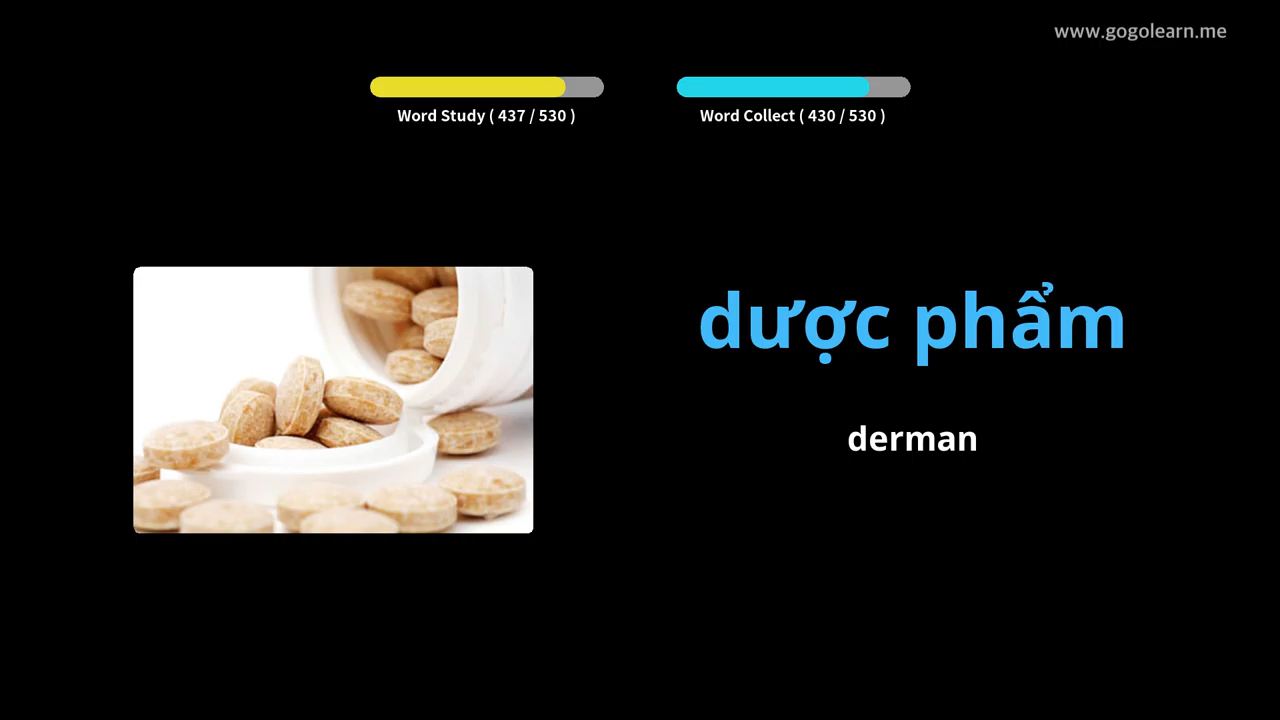 www.gogolearn.me
Word Study ( 437 / 530 )
Word Collect ( 430 / 530 )
dược phẩm
derman